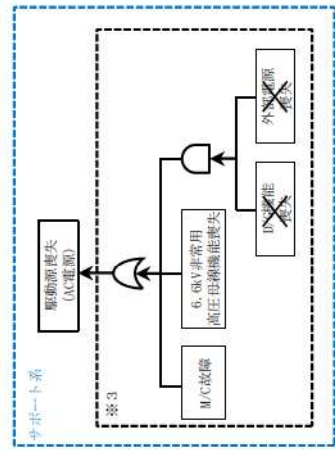 サポート系
駆動源喪失
(AC電源)
※3
M/C故障
6.6kV非常用
高圧母線機能喪失
D/G機能
喪失
外部電源
喪失